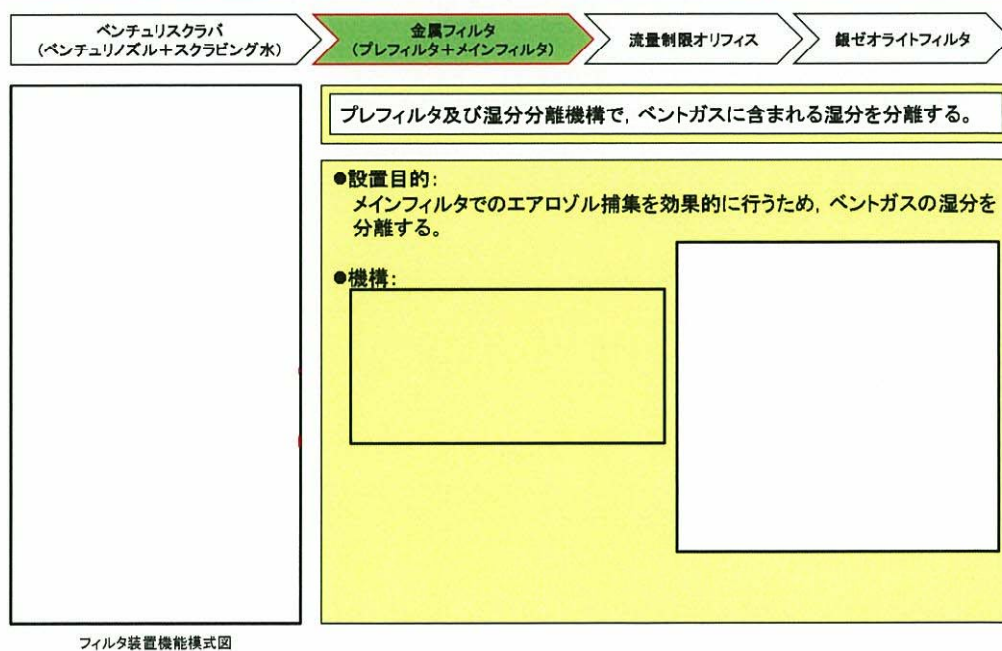 ベンチュリスクラバ
(ベンチュリノズル＋スクラビング水)
金属フィルタ
(プレフィルタ＋メインフィルタ)
流量制限オリフィス
銀ゼオライトフィルタ
プレフィルタ及び湿分分離機構で，ベントガスに含まれる湿分を分離する。
●設置目的：
メインフィルタでのエアロゾル捕集を効果的に行うため，ベントガスの湿分を
分離する。
●機構：
フィルタ装置機能模式図